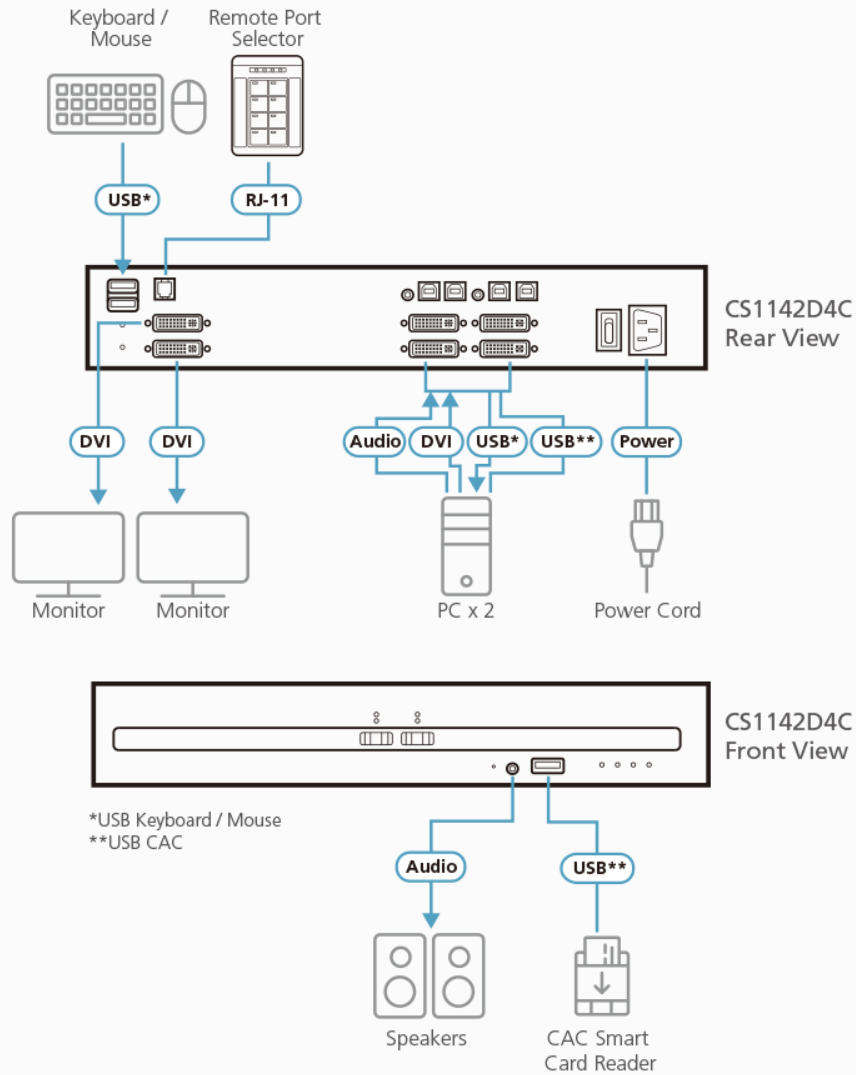 Keyboard /
Mouse
Remote Port
Selector
USB*
RJ-11
CS1142D4C
Rear View
DVI
DVI
Audio
DVI
USB*
USB**
Power
Monitor
Monitor
PC x 2
Power Cord
CS1142D4C
Front View
*USB Keyboard / Mouse
**USB CAC
Audio
USB**
Speakers
CAC Smart
Card Reader